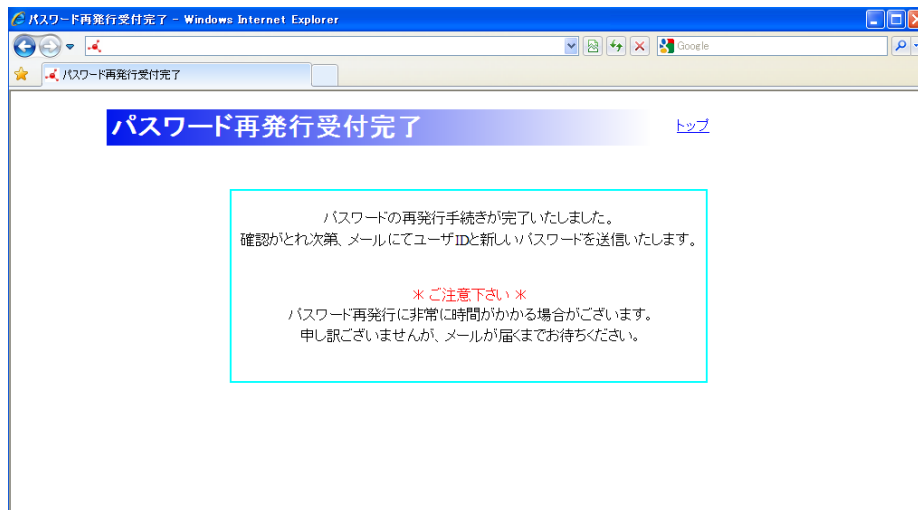 パスワード再発行受付完了 - Windows Internet Explorer
Google
パスワード再発行受付完了
パスワード再発行受付完了
トップ
パスワードの再発行手続きが完了いたしました。
確認がとれ次第、メールにてユーザIDと新しいパスワードを送信いたします。
* ご注意下さい *
パスワード再発行に非常に時間がかかる場合がございます。
申し訳ございませんが、メールが届くまでお待ちください。